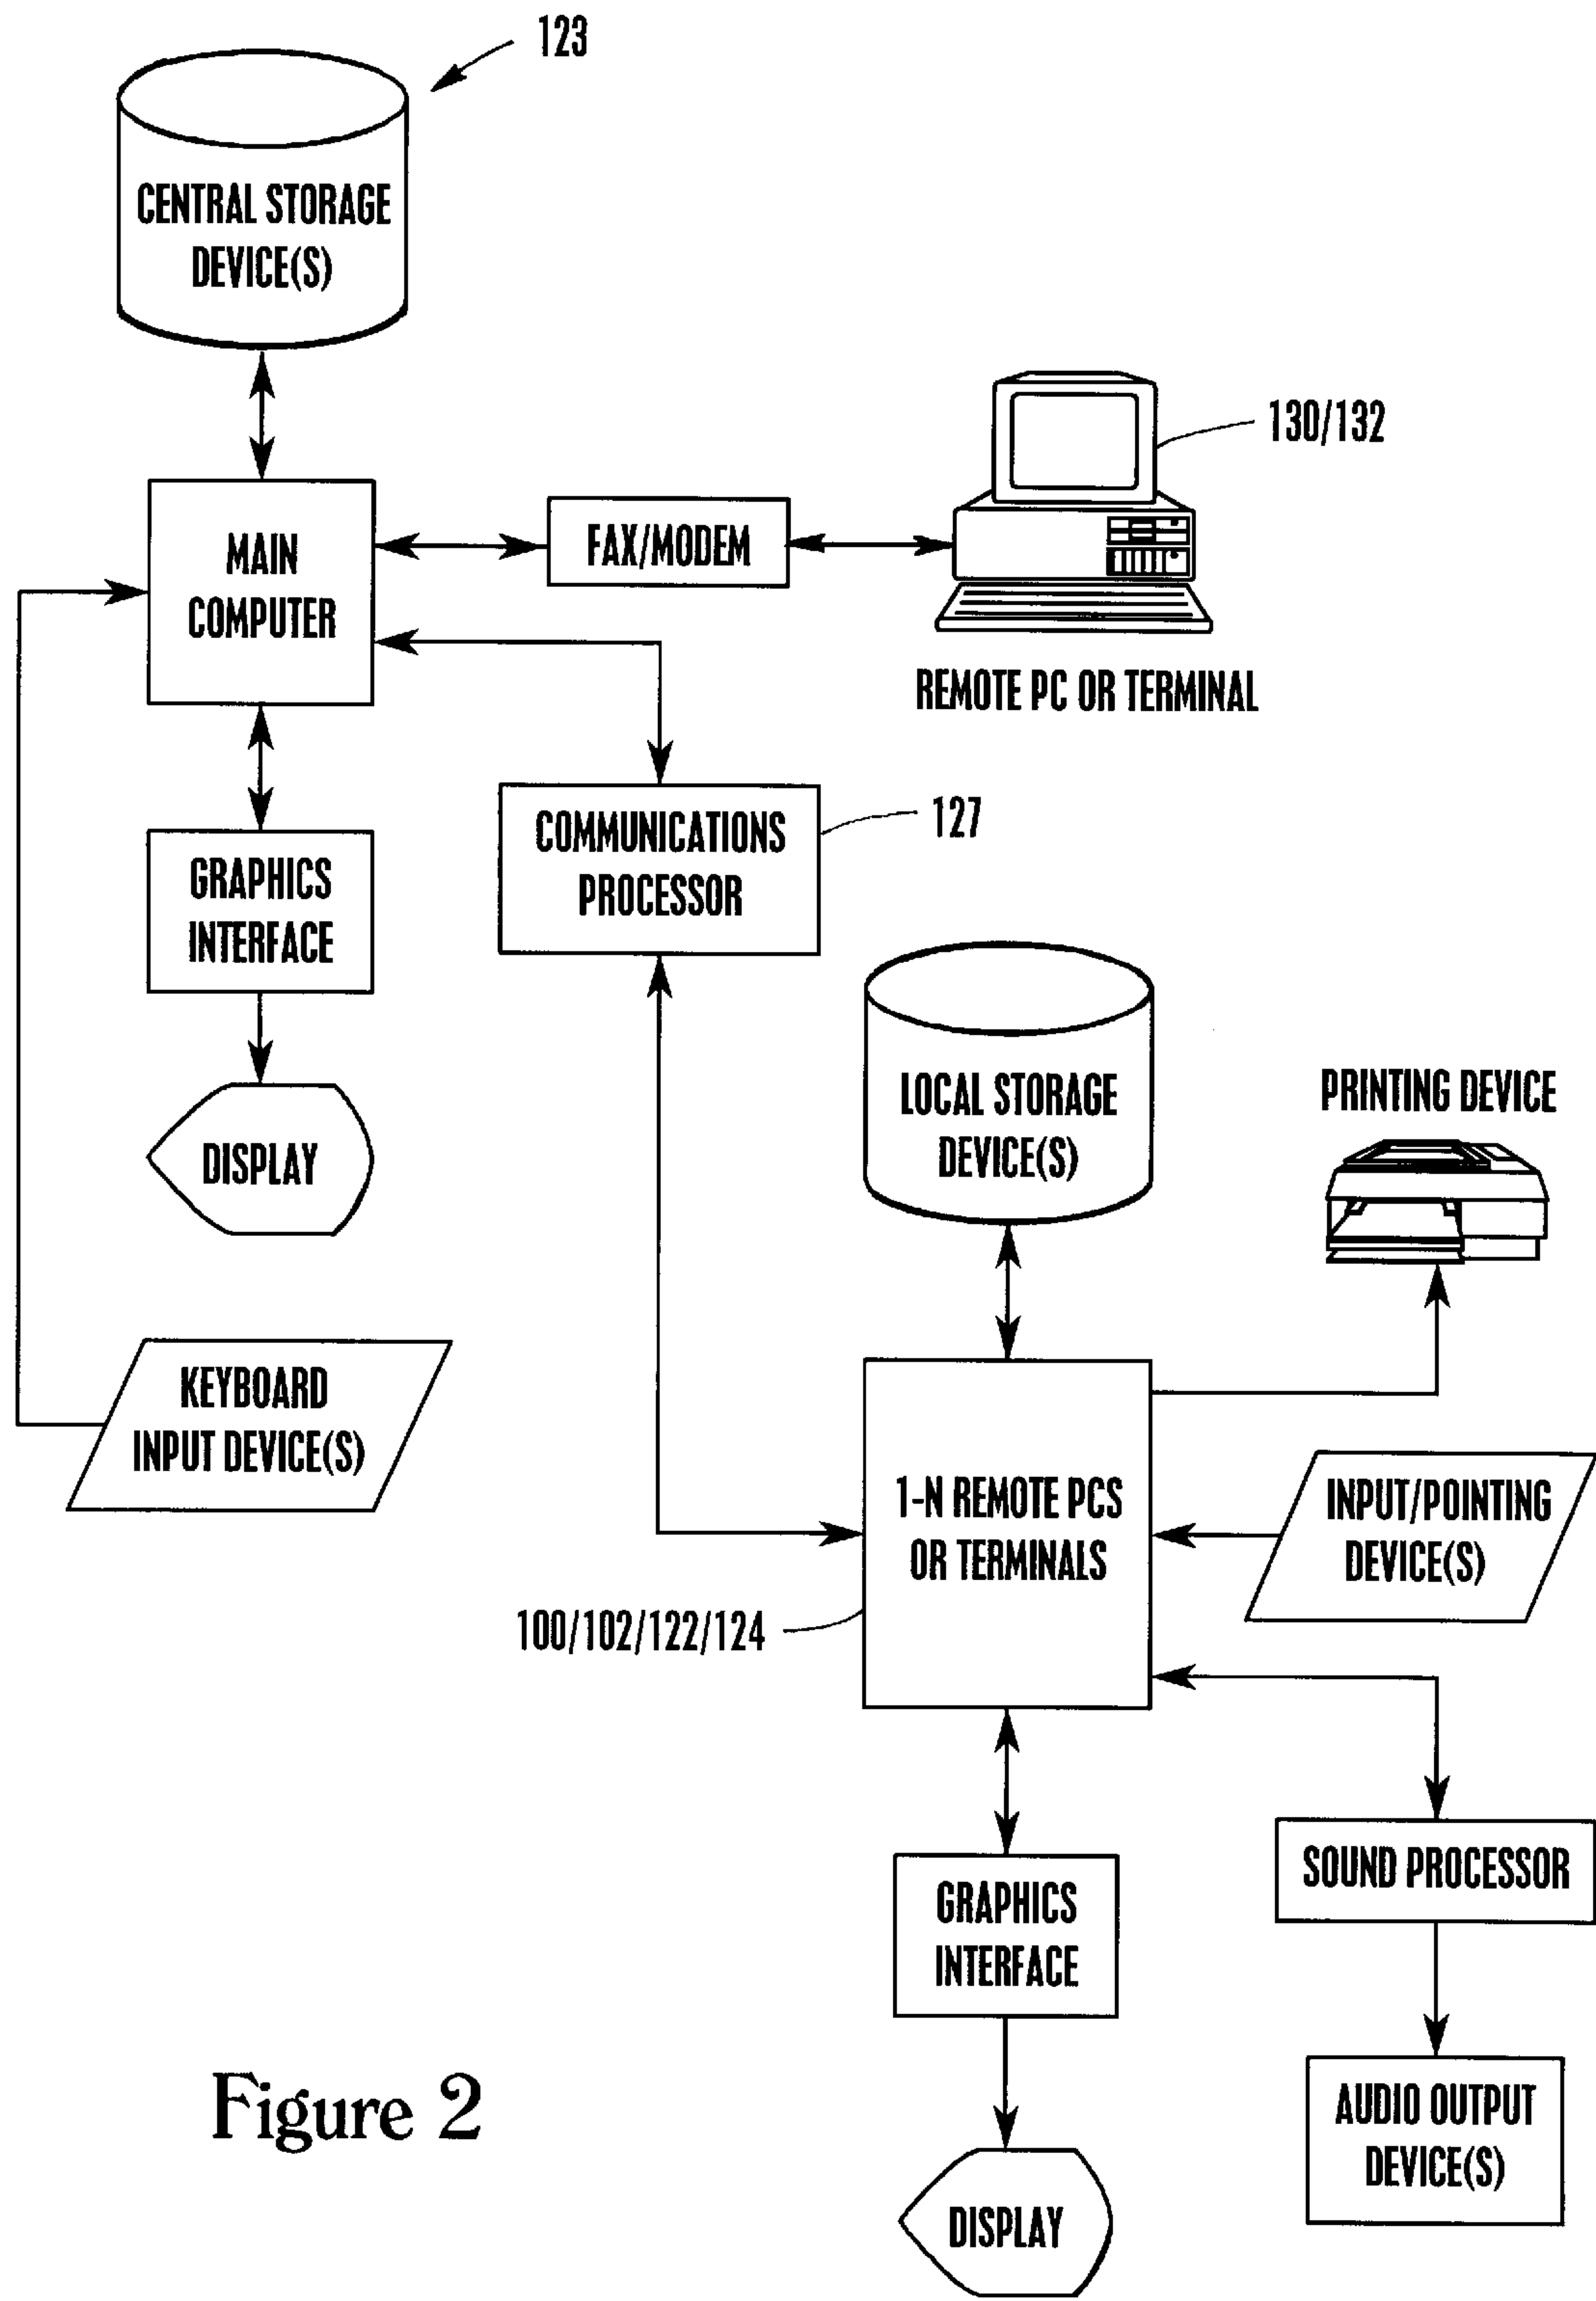 123
CENTRAL STORAGE
DEVICE(S)
130/132
MAIN
COMPUTER
FAX/MODEM
REMOTE PC OR TERMINAL
COMMUNICATIONS
PROCESSOR
127
GRAPHICS
INTERFACE
DISPLAY
LOCAL STORAGE
DEVICE(S)
PRINTING DEVICE
KEYBOARD
INPUT DEVICE(S)
1-N REMOTE PCS
OR TERMINALS
INPUT/POINTING
DEVICE(S)
100/102/122/124
SOUND PROCESSOR
GRAPHICS
INTERFACE
AUDIO OUTPUT
DEVICE(S)
DISPLAY
Figure 2